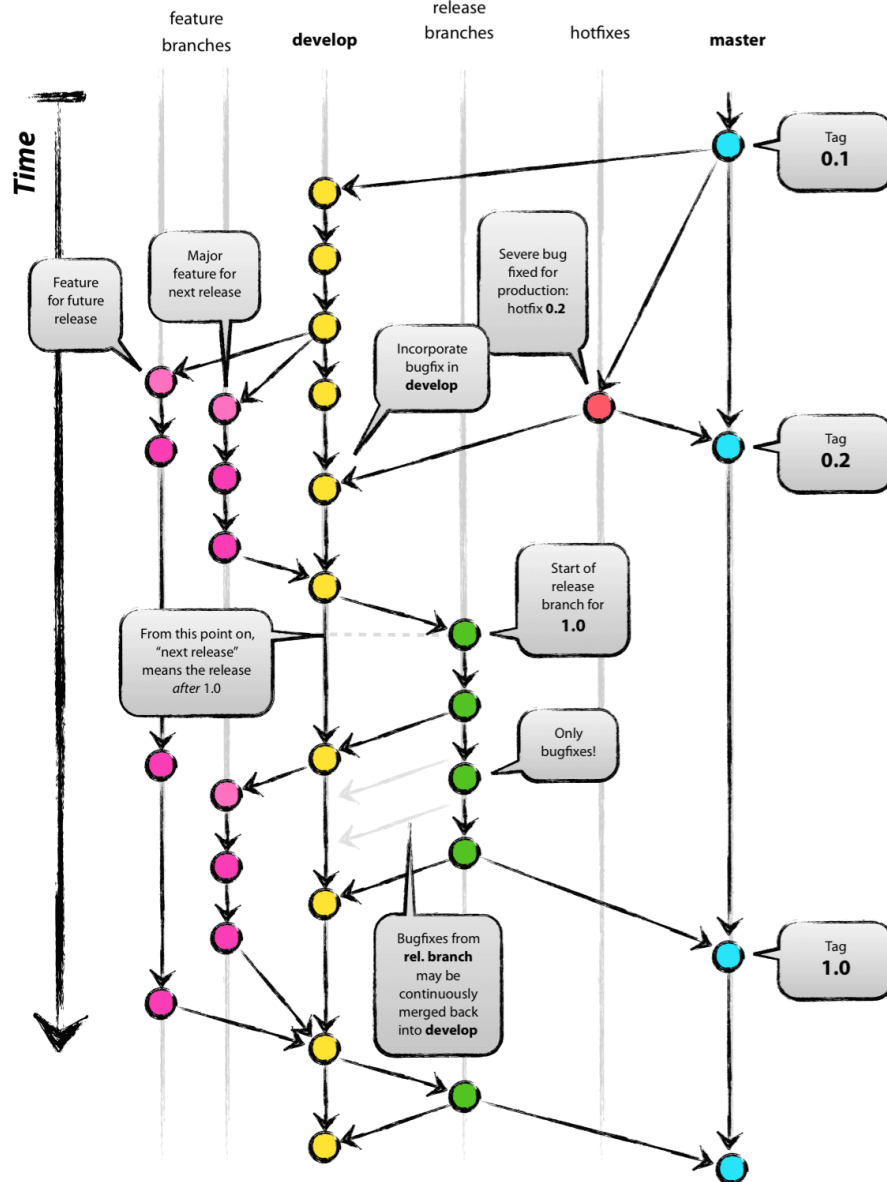 feature
branches
develop
release
branches
hotfixes
master
Time
Tag
0.1
Major
feature for
next release
Severe bug
fixed for
production:
hotfix 0.2
Feature
for future
release
Incorporate
bugfix in
develop
Tag
0.2
Start of
release
branch for
1.0
From this point on,
“next release”
means the release
after 1.0
Only
bugfixes!
Bugfixes from
rel. branch
may be
continuously
merged back
into develop
Tag
1.0